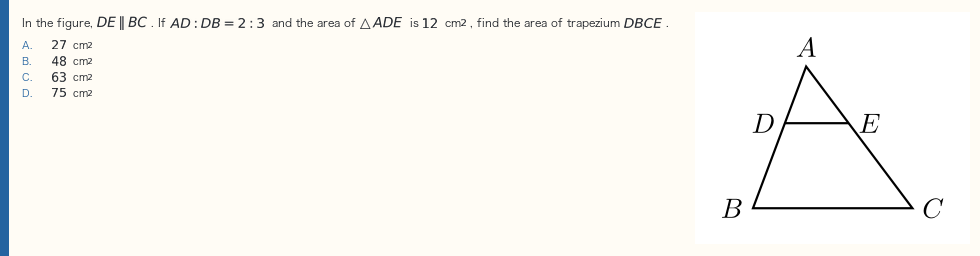 In the figure, DE ∥ BC . If AD : DB = 2 : 3 and the area of △ ADE is 12 cm2 , find the area of trapezium DBCE .
A. 27 cm2
B. 48 cm2
C. 63 cm2
D. 75 cm2
A
D E
B C